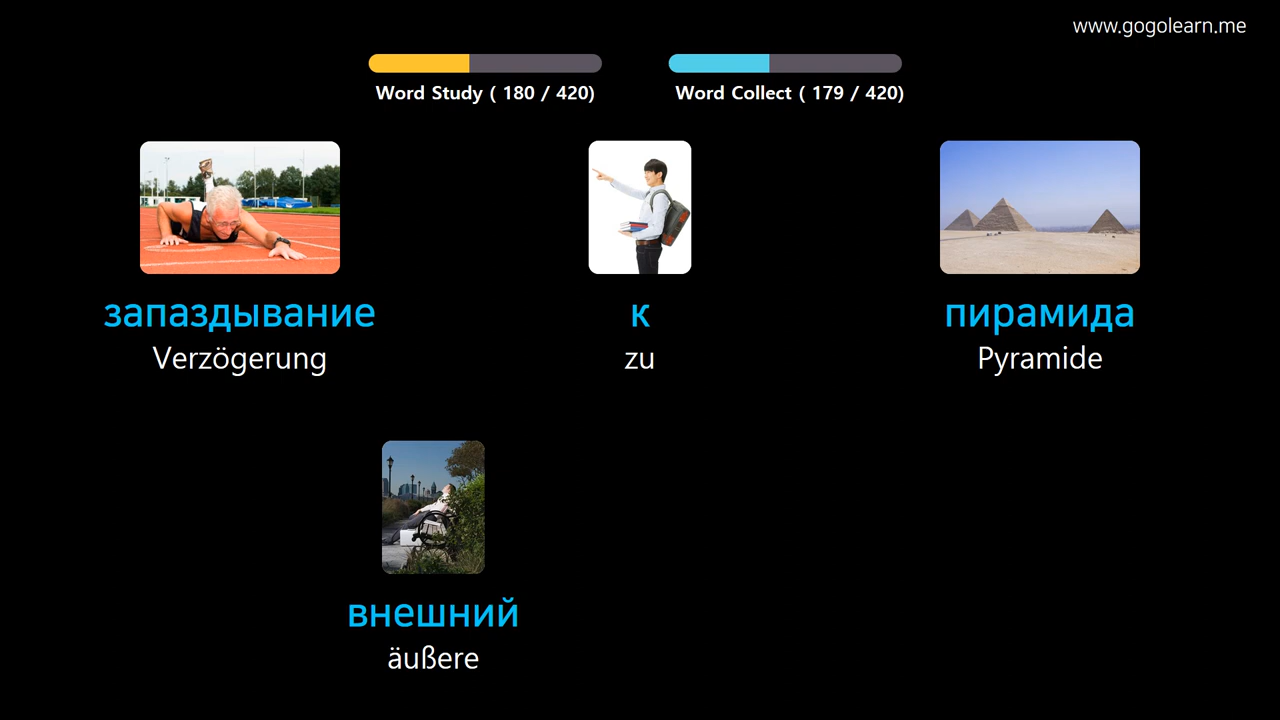 www.gogolearn.me
Word Study ( 180 / 420)
Word Collect ( 179 / 420)
запаздывание
Verzögerung
к
zu
пирамида
Pyramide
внешний
äußere